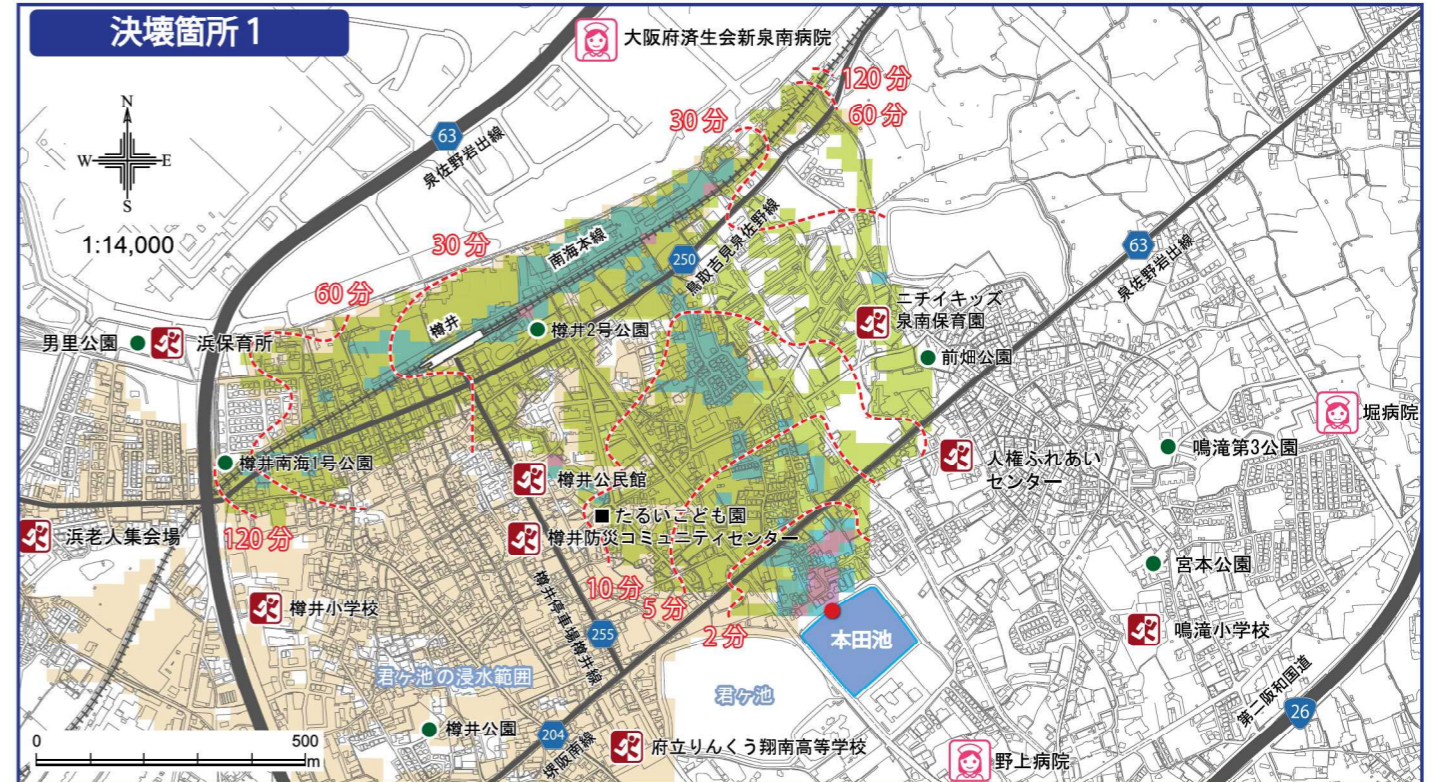 決壊箇所1
大阪府済生会新泉南病院
120分
60分
30分
63
泉佐野岩出線
N
W
E
S
1:14,000
30分
南海本線
250
鳥取吉見泉佐野線
63
泉佐野岩出線
60分
樽井
樽井2号公園
ニチイキッズ
泉南保育園
男里公園
浜保育所
前畑公園
堀病院
樽井南海1号公園
樽井公民館
人権ふれあい
センター
鳴滝第3公園
たるいこども園
浜老人集会場
120分
樽井防災コミュニティセンター
宮本公園
10分
5分
2分
樽井小学校
樽井停車場樽井線
255
本田池
鳴滝小学校
君ヶ池の浸水範囲
君ヶ池
第二阪和国道
26
樽井公園
204
堺阪南線
府立りんくう翔南高等学校
野上病院
0
500
m